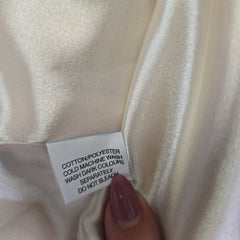 COTTON/POLYESTER
COLD MACHINE WASH
WASH DARK COLOURS
SEPARATELY
DO NOT BLEACH